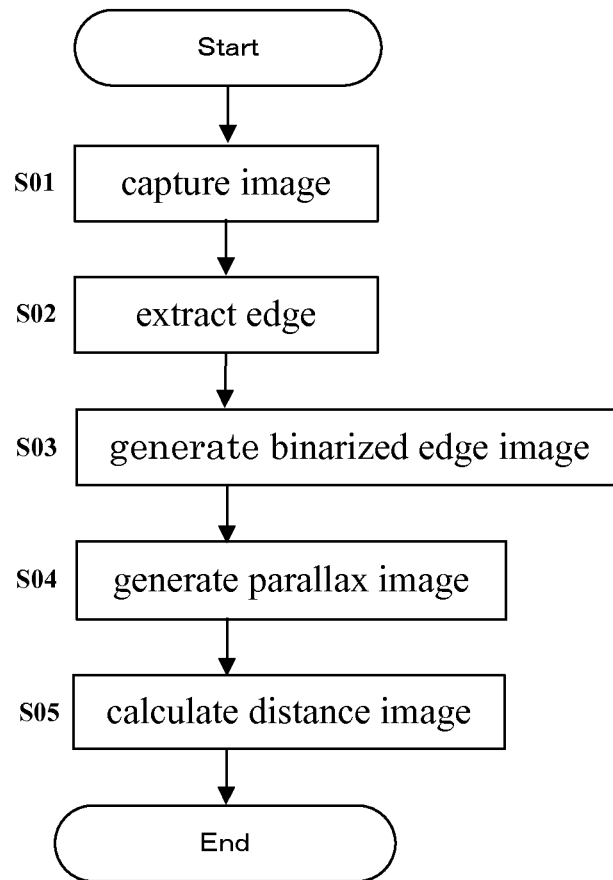 Start
S01 capture image
S02 extract edge
S03 generate binarized edge image
S04 generate parallax image
S05 calculate distance image
End